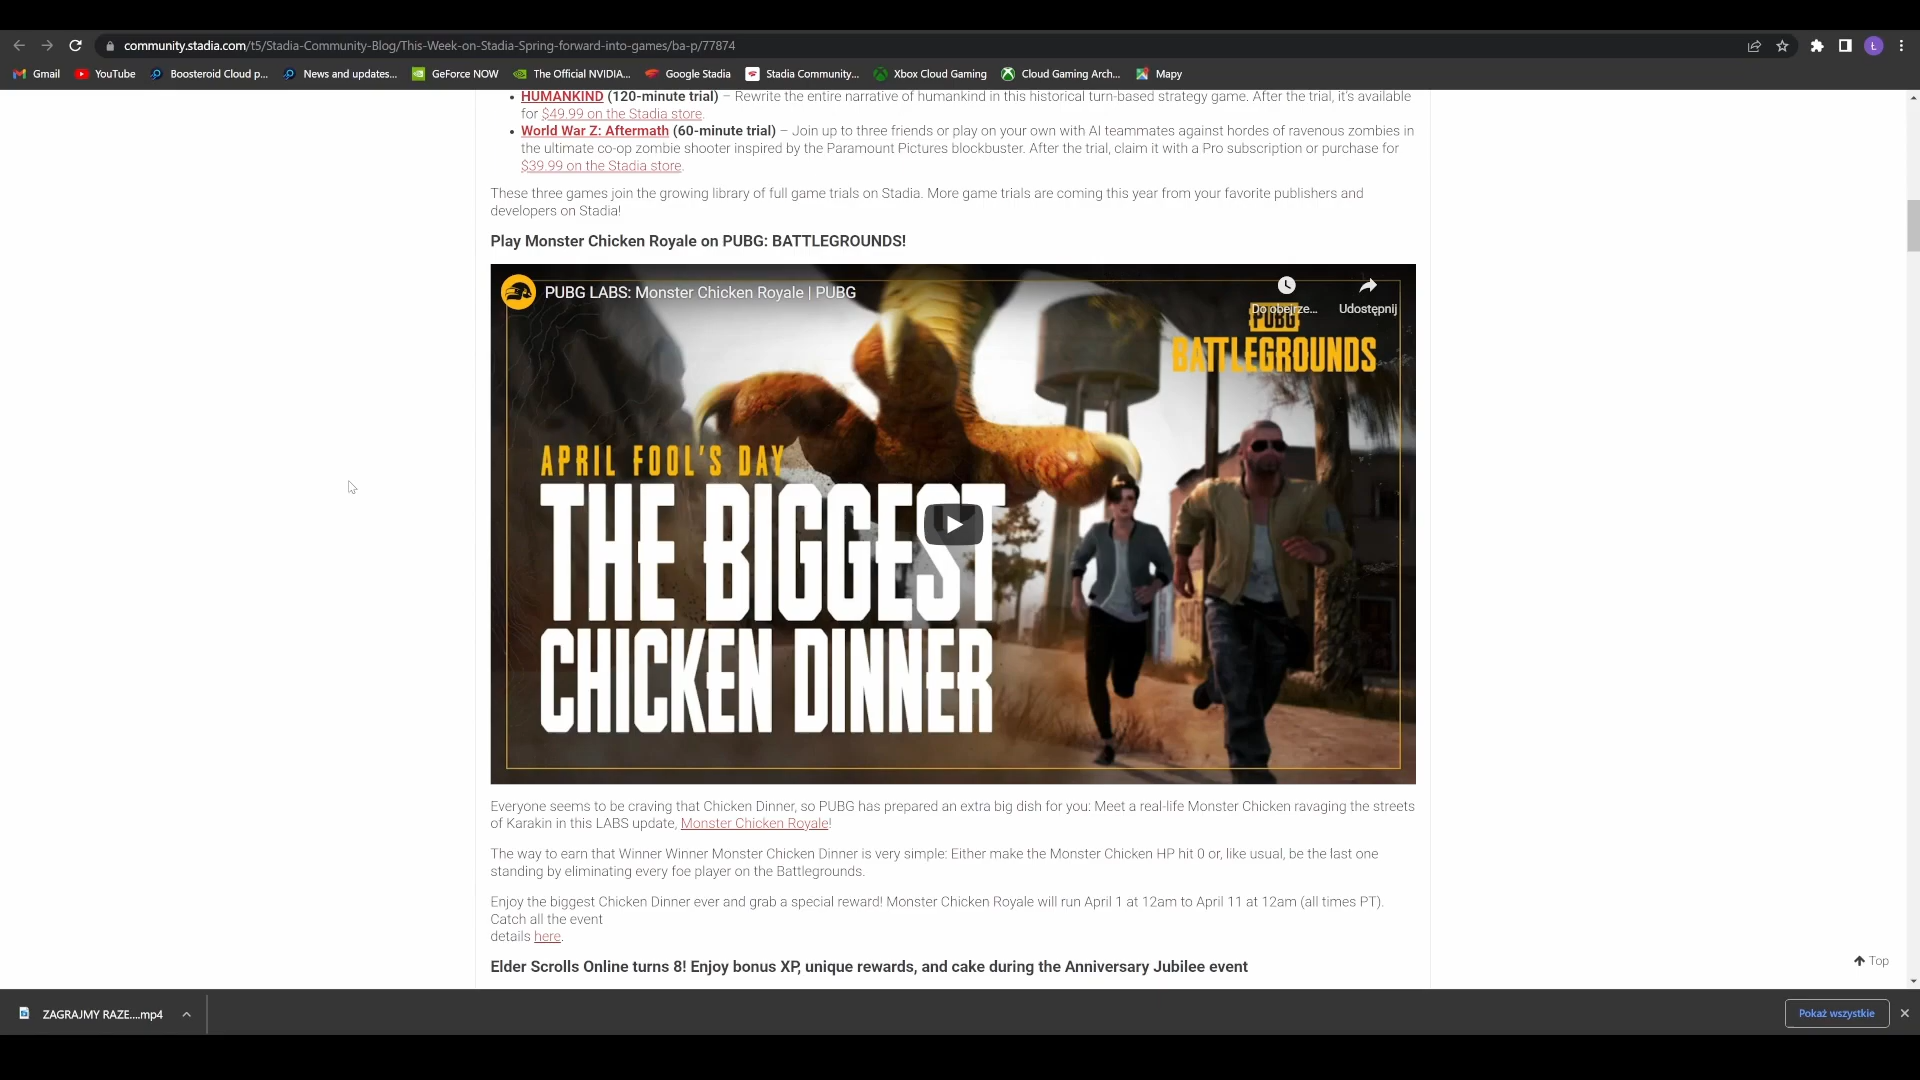 community.stadia.com/t5/Stadia-Community-Blog/This-Week-on-Stadia-Spring-forward-into-games/ba-p/77874
Gmail YouTube Boosteroid Cloud p... News and updates... GeForce NOW The Official NVIDIA... Google Stadia Stadia Community... Xbox Cloud Gaming Cloud Gaming Arch... Mapy
• HUMANKIND (120-minute trial) – Rewrite the entire narrative of humankind in this historical turn-based strategy game. After the trial, it's available
for $49.99 on the Stadia store.
• World War Z: Aftermath (60-minute trial) – Join up to three friends or play on your own with AI teammates against hordes of ravenous zombies in
the ultimate co-op zombie shooter inspired by the Paramount Pictures blockbuster. After the trial, claim it with a Pro subscription or purchase for
$39.99 on the Stadia store.
These three games join the growing library of full game trials on Stadia. More game trials are coming this year from your favorite publishers and
developers on Stadia!
Play Monster Chicken Royale on PUBG: BATTLEGROUNDS!
PUBG LABS: Monster Chicken Royale | PUBG
Do obejrze... Udostępnij
PUBG
BATTLEGROUNDS
APRIL FOOL'S DAY
THE BIGGEST
CHICKEN DINNER
Everyone seems to be craving that Chicken Dinner, so PUBG has prepared an extra big dish for you: Meet a real-life Monster Chicken ravaging the streets
of Karakin in this LABS update, Monster Chicken Royale!
The way to earn that Winner Winner Monster Chicken Dinner is very simple: Either make the Monster Chicken HP hit 0 or, like usual, be the last one
standing by eliminating every foe player on the Battlegrounds.
Enjoy the biggest Chicken Dinner ever and grab a special reward! Monster Chicken Royale will run April 1 at 12am to April 11 at 12am (all times PT).
Catch all the event
details here.
Elder Scrolls Online turns 8! Enjoy bonus XP, unique rewards, and cake during the Anniversary Jubilee event
Top
ZAGRAJMY RAZE....mp4
Pokaż wszystkie